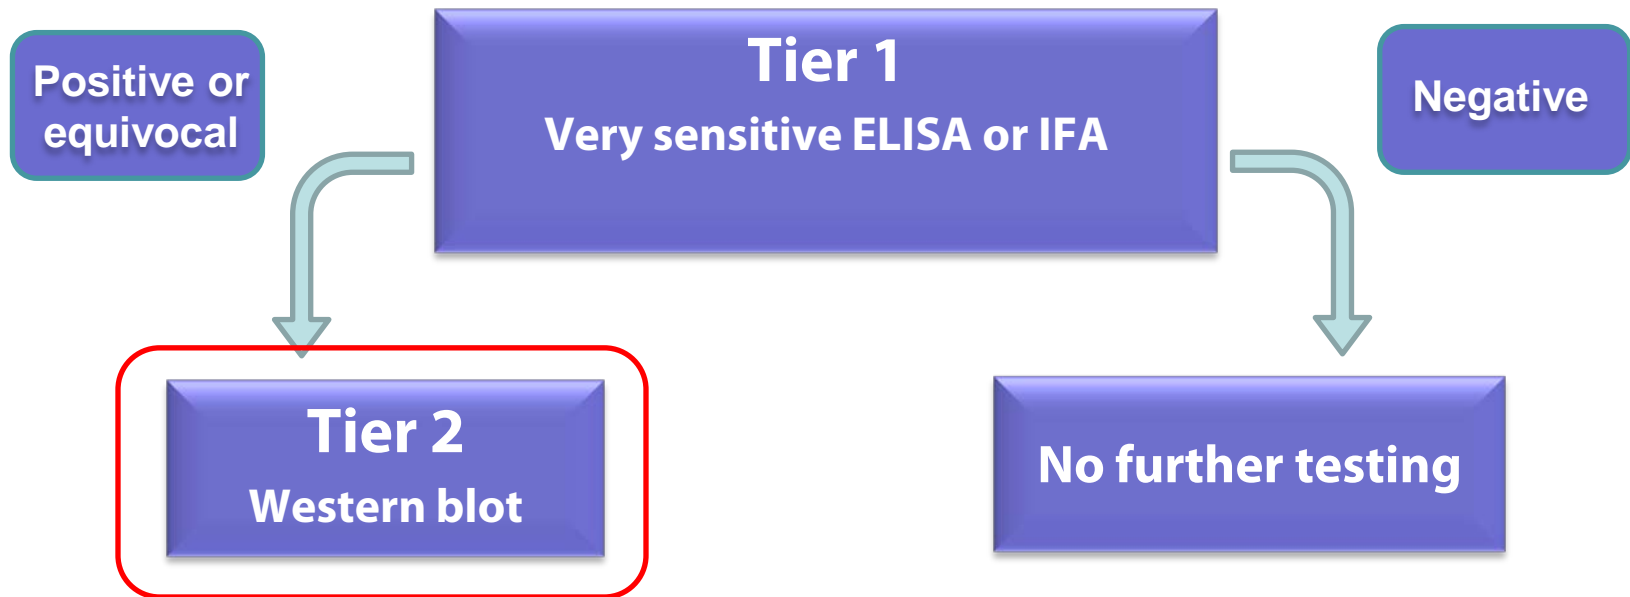 Positive or
equivocal
Tier 1
Very sensitive ELISA or IFA
Negative
Tier 2
Western blot
No further testing